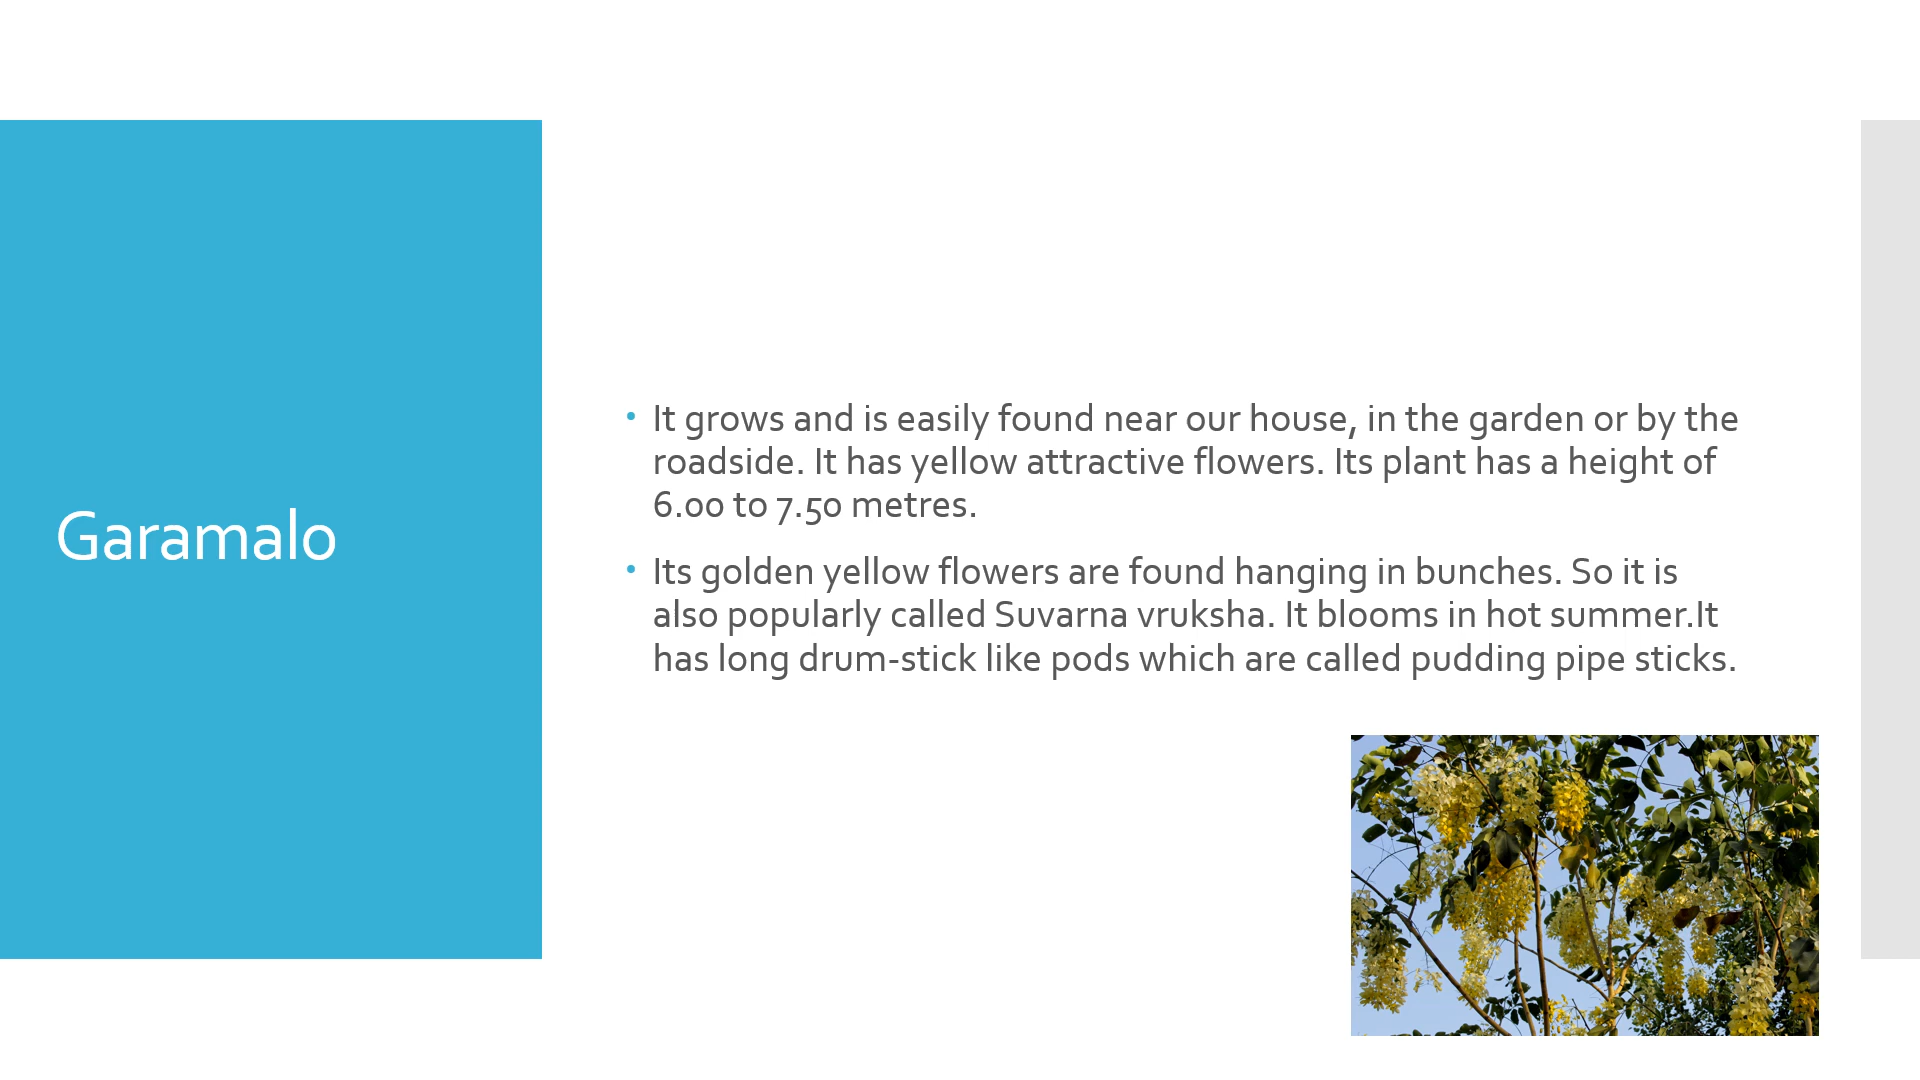 Garamalo
• It grows and is easily found near our house, in the garden or by the
roadside. It has yellow attractive flowers. Its plant has a height of
6.00 to 7.50 metres.
• Its golden yellow flowers are found hanging in bunches. So it is
also popularly called Suvarna vruksha. It blooms in hot summer.It
has long drum-stick like pods which are called pudding pipe sticks.